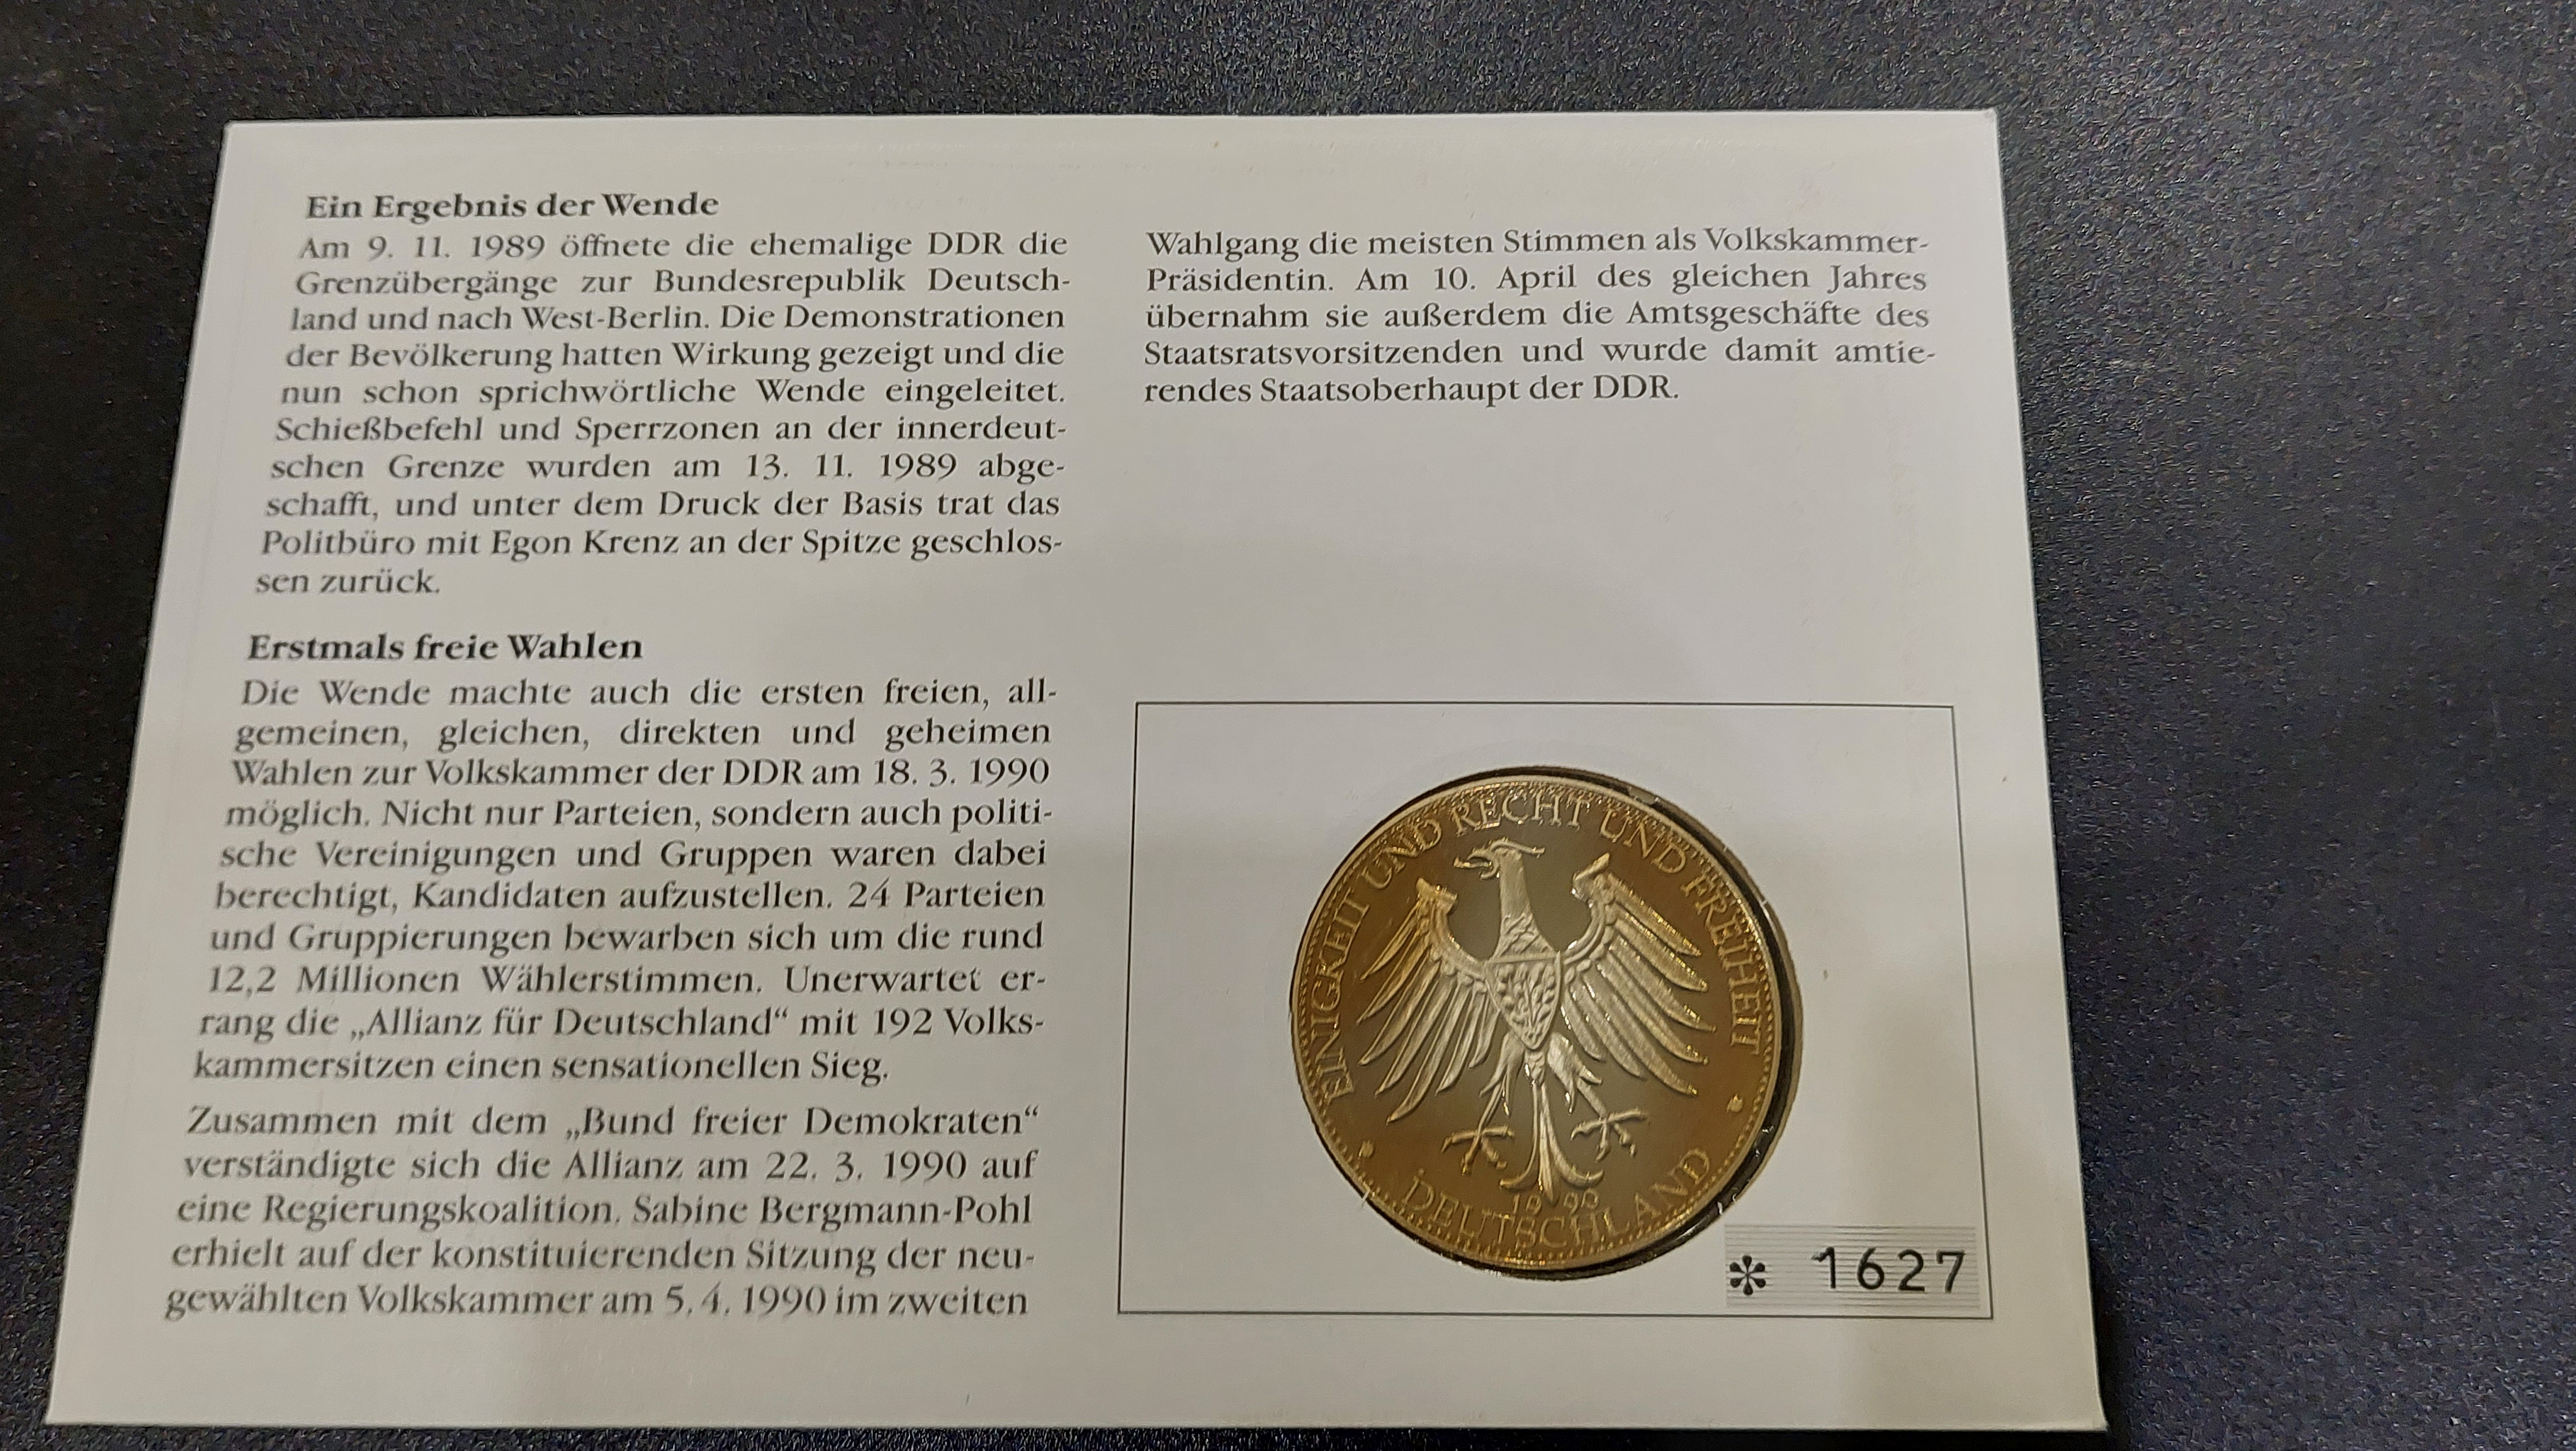 Ein Ergebnis der Wende
Am 9. 11. 1989 öffnete die ehemalige DDR die
Grenzübergänge zur Bundesrepublik Deutsch-
land und nach West-Berlin. Die Demonstrationen
der Bevölkerung hatten Wirkung gezeigt und die
nun schon sprichwörtliche Wende eingeleitet.
Schießbefehl und Sperrzonen an der innerdeut-
schen Grenze wurden am 13. 11. 1989 abge-
schafft, und unter dem Druck der Basis trat das
Politbüro mit Egon Krenz an der Spitze geschlos-
sen zurück.
Erstmals freie Wahlen
Die Wende machte auch die ersten freien, all-
gemeinen, gleichen, direkten und geheimen
Wahlen zur Volkskammer der DDR am 18. 3. 1990
möglich. Nicht nur Parteien, sondern auch politi-
sche Vereinigungen und Gruppen waren dabei
berechtigt, Kandidaten aufzustellen. 24 Parteien
und Gruppierungen bewarben sich um die rund
12,2 Millionen Wählerstimmen. Unerwartet er-
rang die „Allianz für Deutschland“ mit 192 Volks-
kammersitzen einen sensationellen Sieg.
Zusammen mit dem „Bund freier Demokraten“
verständigte sich die Allianz am 22. 3. 1990 auf
eine Regierungskoalition. Sabine Bergmann-Pohl
erhielt auf der konstituierenden Sitzung der neu-
gewählten Volkskammer am 5. 4. 1990 im zweiten
Wahlgang die meisten Stimmen als Volkskammer-
Präsidentin. Am 10. April des gleichen Jahres
übernahm sie außerdem die Amtsgeschäfte des
Staatsratsvorsitzenden und wurde damit amtie-
rendes Staatsoberhaupt der DDR.
EINIGKEIT UND RECHT UND FREIHEIT
1990
DEUTSCHLAND
* 1627